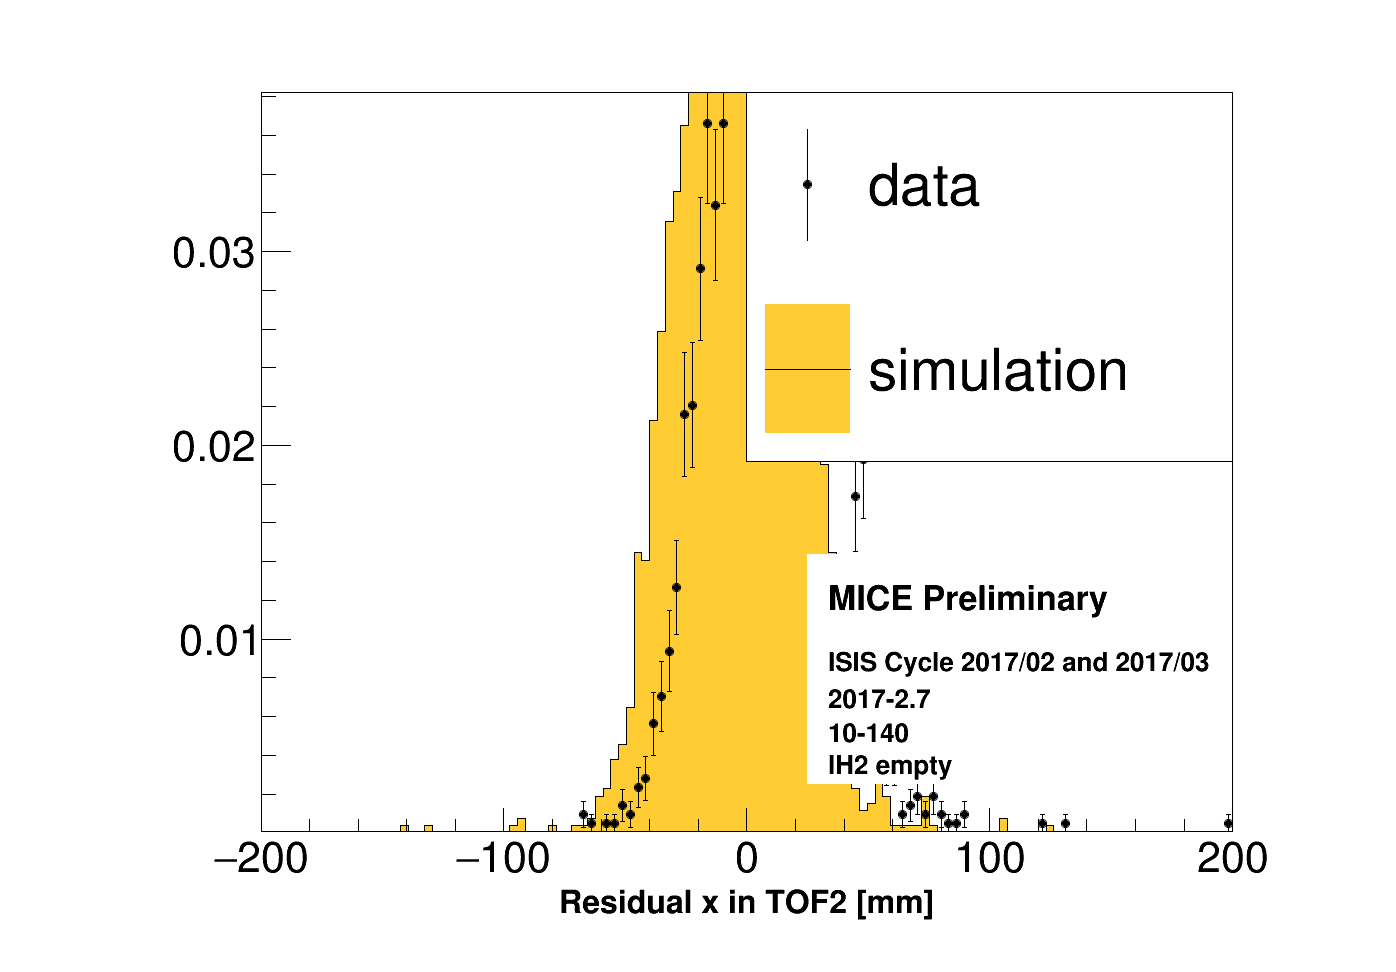 data
0.03
simulation
0.02
MICE Preliminary
0.01
ISIS Cycle 2017/02 and 2017/03
2017-2.7
10-140
IH2 empty
−200 −100 0 100 200
Residual x in TOF2 [mm]